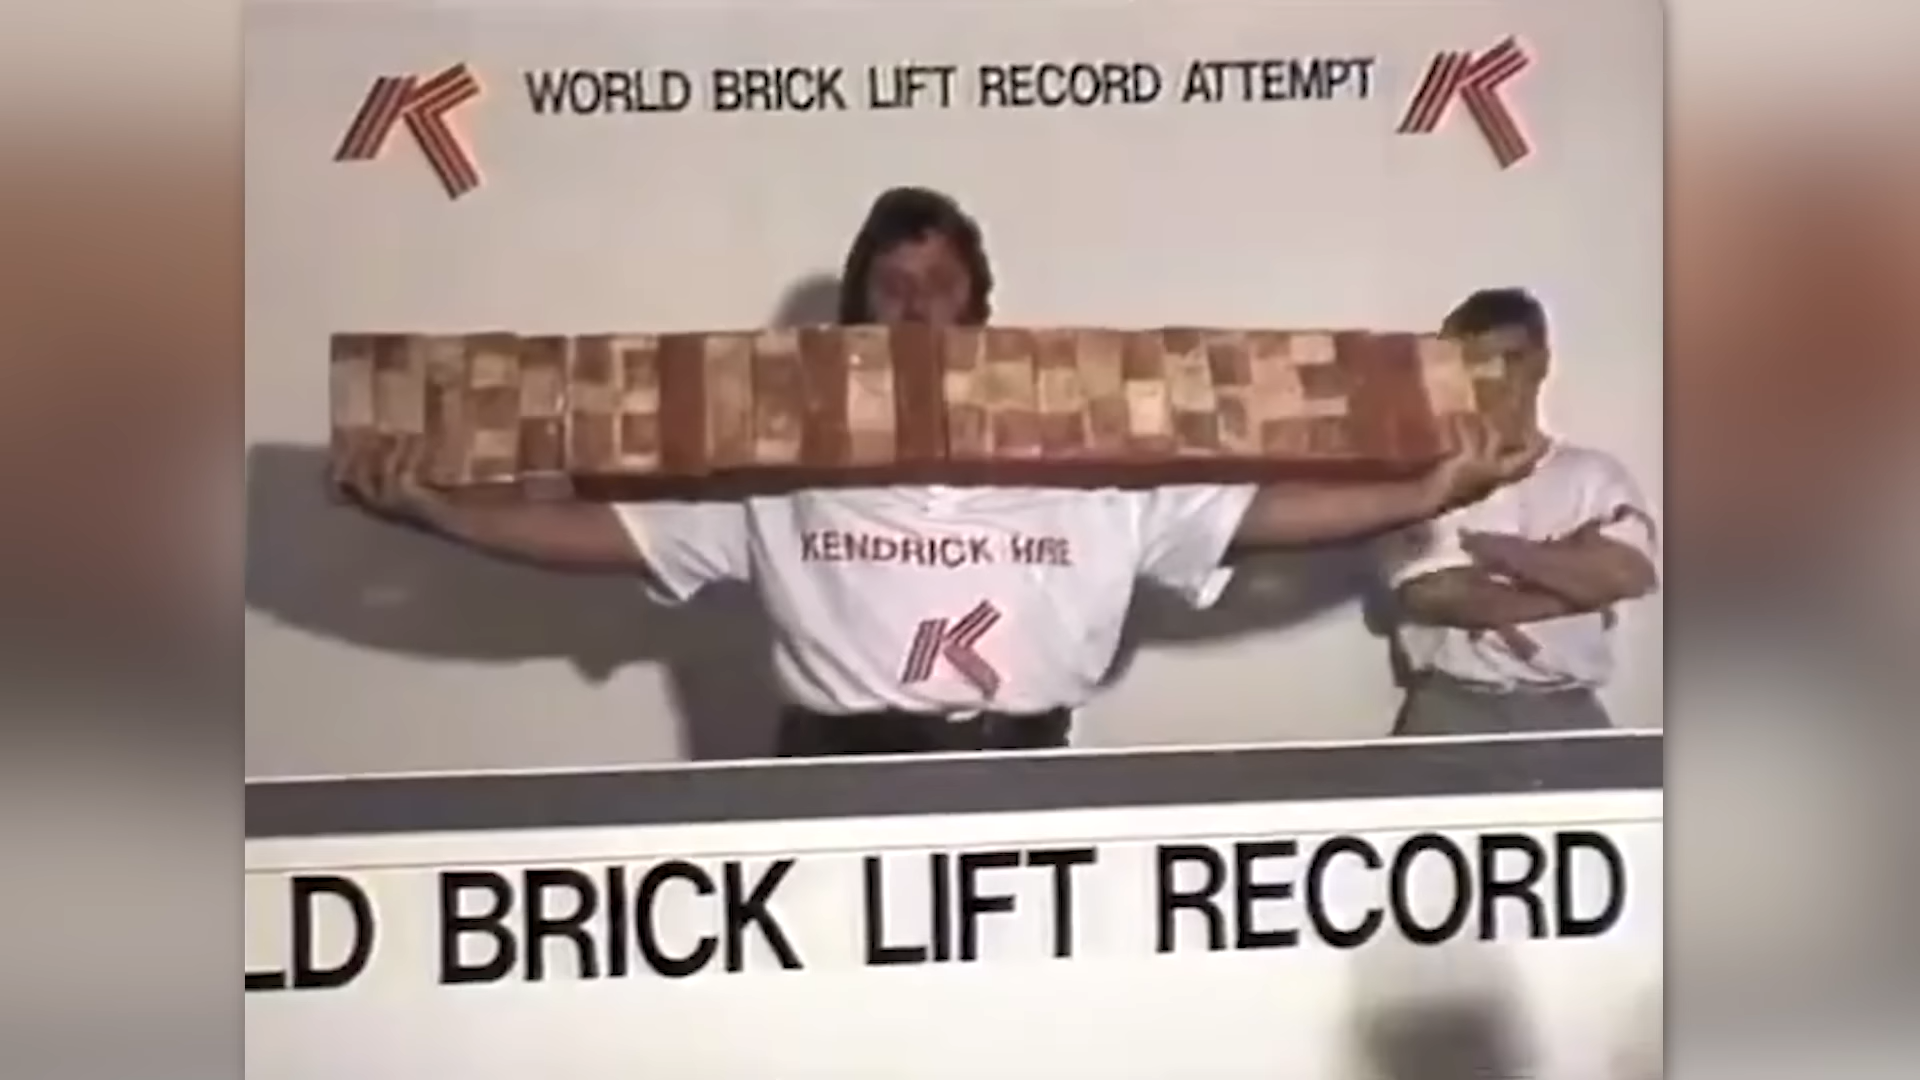 K WORLD BRICK LIFT RECORD ATTEMPT K
KENDRICK HIRE
K
LD BRICK LIFT RECORD